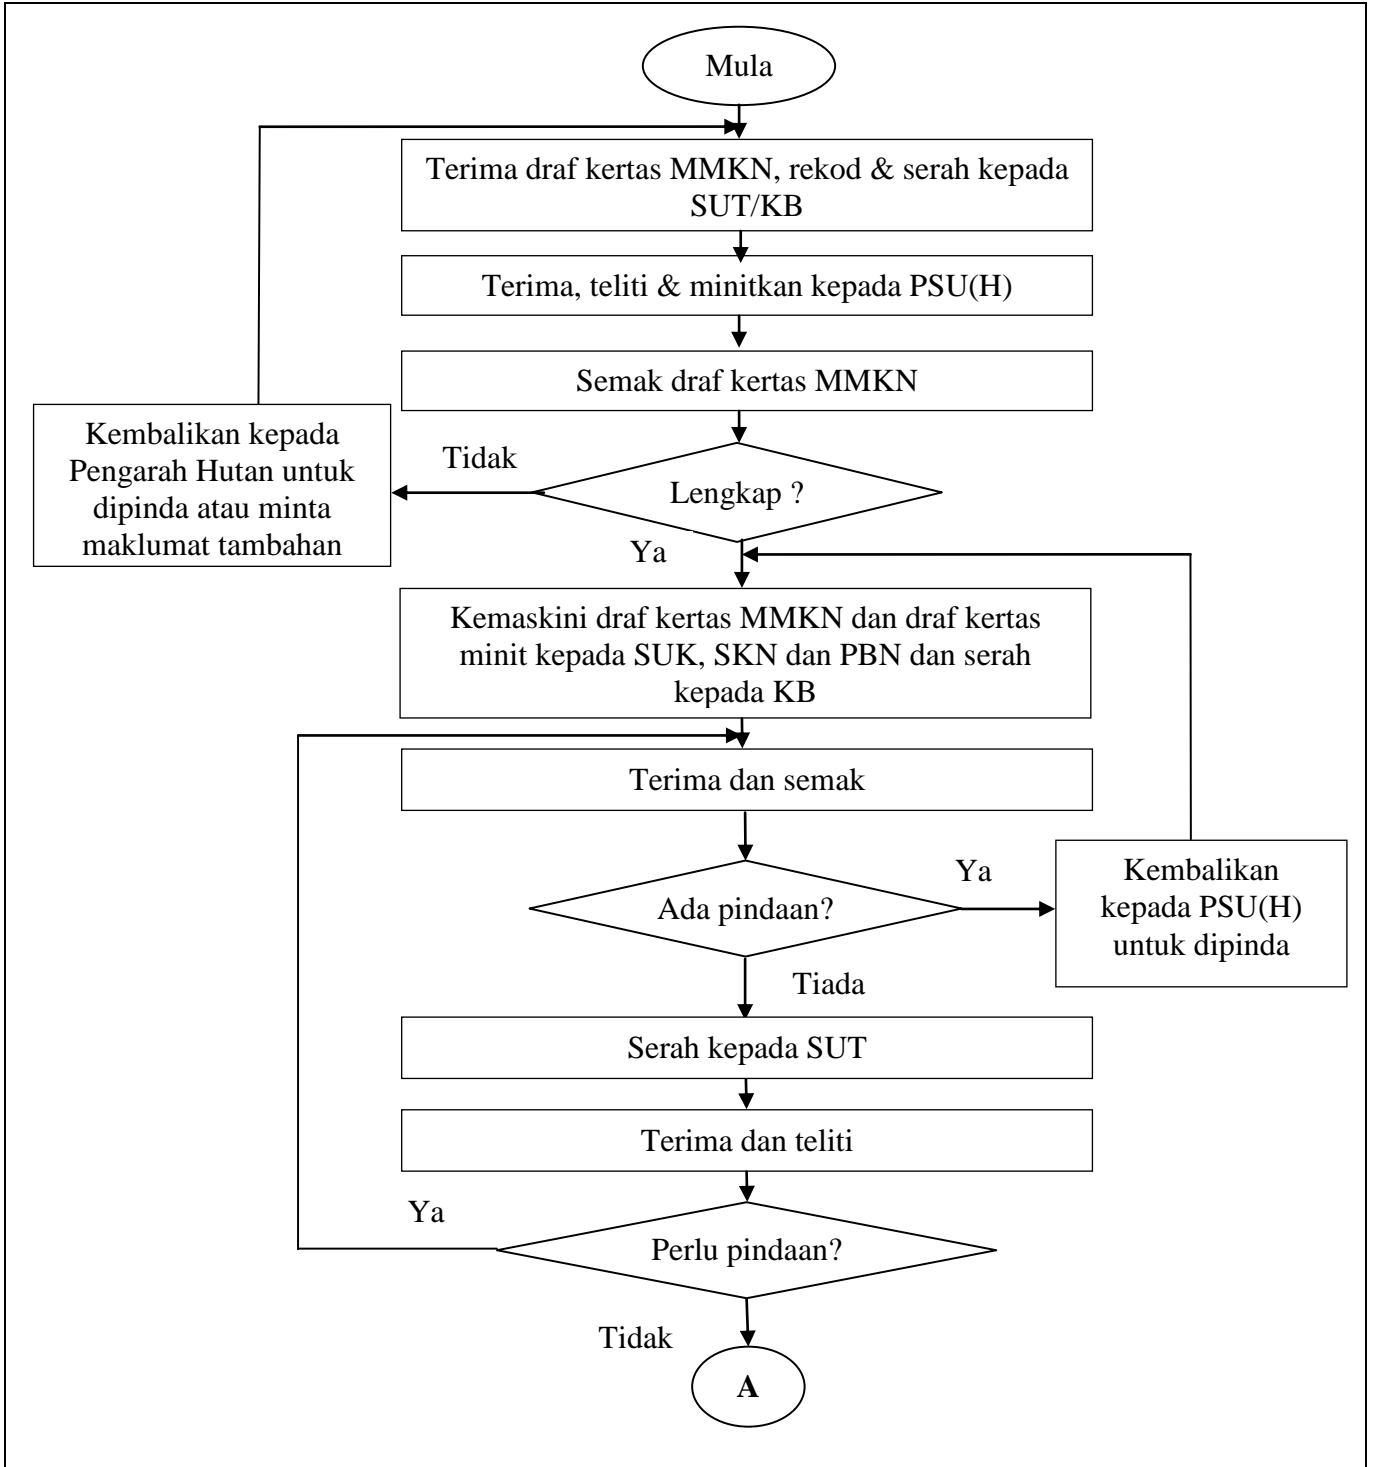 Mula
Terima draf kertas MMKN, rekod & serah kepada
SUT/KB
Terima, teliti & minitkan kepada PSU(H)
Semak draf kertas MMKN
Kembalikan kepada
Pengarah Hutan untuk
dipinda atau minta
maklumat tambahan
Tidak
Lengkap ?
Ya
Kemaskini draf kertas MMKN dan draf kertas
minit kepada SUK, SKN dan PBN dan serah
kepada KB
Terima dan semak
Ada pindaan?
Ya
Kembalikan
kepada PSU(H)
untuk dipinda
Tiada
Serah kepada SUT
Terima dan teliti
Ya
Perlu pindaan?
Tidak
A